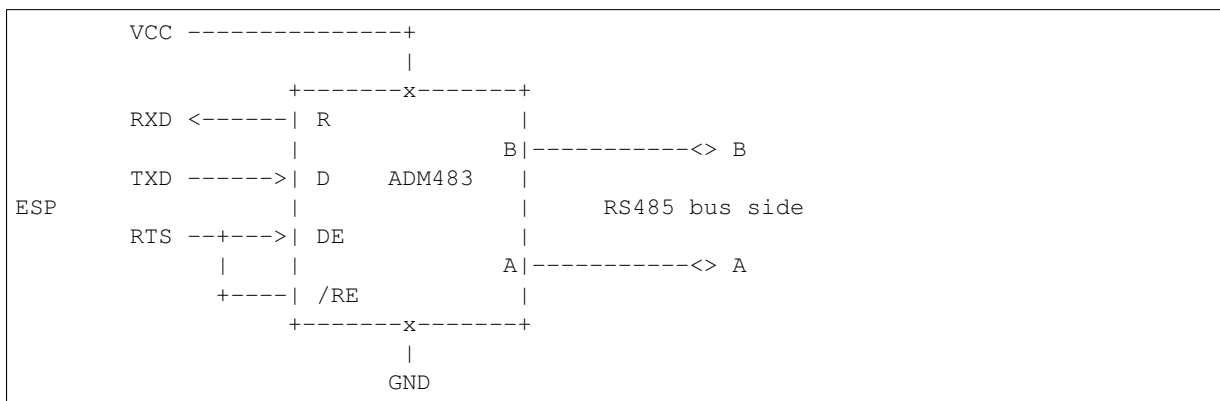 VCC ---------------+
|
+-------x-------+
RXD <------| R |
| B|-----------<> B
TXD ------>| D ADM483 |
ESP | | RS485 bus side
RTS --+--->| DE |
| | A|-----------<> A
+----| /RE |
+-------x-------+
|
GND